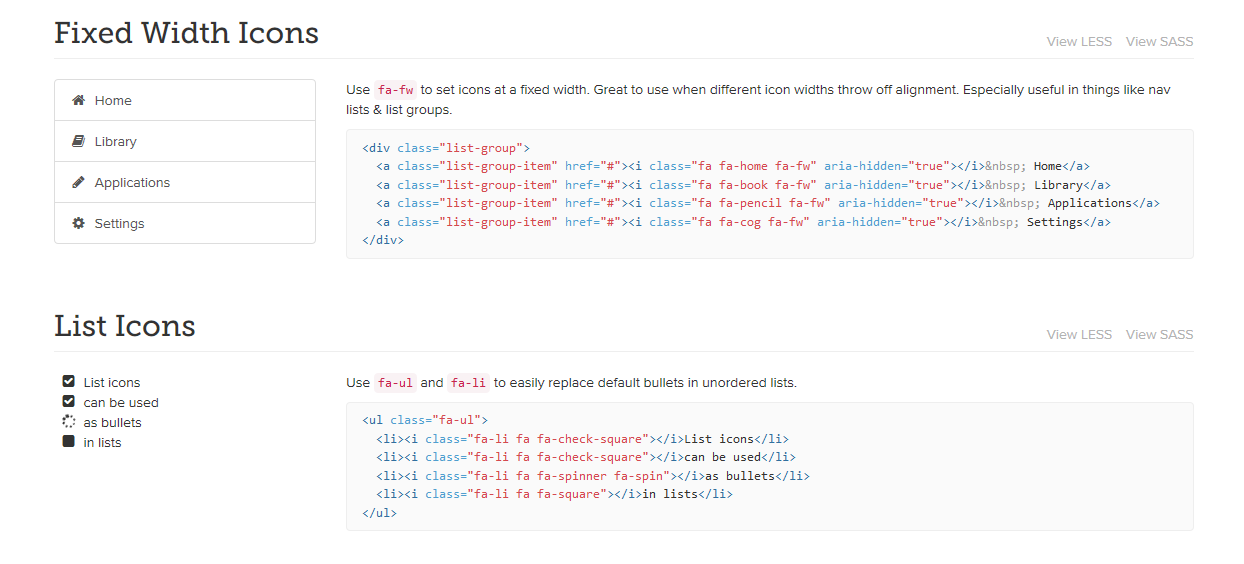 Fixed Width Icons
View LESS View SASS
Home
Library
Applications
Settings
Use fa-fw to set icons at a fixed width. Great to use when different icon widths throw off alignment. Especially useful in things like nav
lists & list groups.
<div class="list-group">
  <a class="list-group-item" href="#"><i class="fa fa-home fa-fw" aria-hidden="true"></i>&nbsp; Home</a>
  <a class="list-group-item" href="#"><i class="fa fa-book fa-fw" aria-hidden="true"></i>&nbsp; Library</a>
  <a class="list-group-item" href="#"><i class="fa fa-pencil fa-fw" aria-hidden="true"></i>&nbsp; Applications</a>
  <a class="list-group-item" href="#"><i class="fa fa-cog fa-fw" aria-hidden="true"></i>&nbsp; Settings</a>
</div>
List Icons
View LESS View SASS
List icons
can be used
as bullets
in lists
Use fa-ul and fa-li to easily replace default bullets in unordered lists.
<ul class="fa-ul">
  <li><i class="fa-li fa fa-check-square"></i>List icons</li>
  <li><i class="fa-li fa fa-check-square"></i>can be used</li>
  <li><i class="fa-li fa fa-spinner fa-spin"></i>as bullets</li>
  <li><i class="fa-li fa fa-square"></i>in lists</li>
</ul>